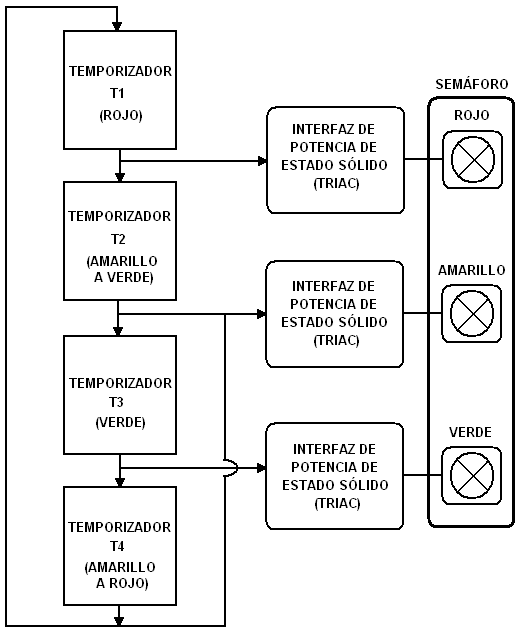 TEMPORIZADOR
T1
(ROJO)
TEMPORIZADOR
T2
(AMARILLO
A VERDE)
TEMPORIZADOR
T3
(VERDE)
TEMPORIZADOR
T4
(AMARILLO
A ROJO)
INTERFAZ DE
POTENCIA DE
ESTADO SÓLIDO
(TRIAC)
INTERFAZ DE
POTENCIA DE
ESTADO SÓLIDO
(TRIAC)
INTERFAZ DE
POTENCIA DE
ESTADO SÓLIDO
(TRIAC)
SEMÁFORO
ROJO
AMARILLO
VERDE